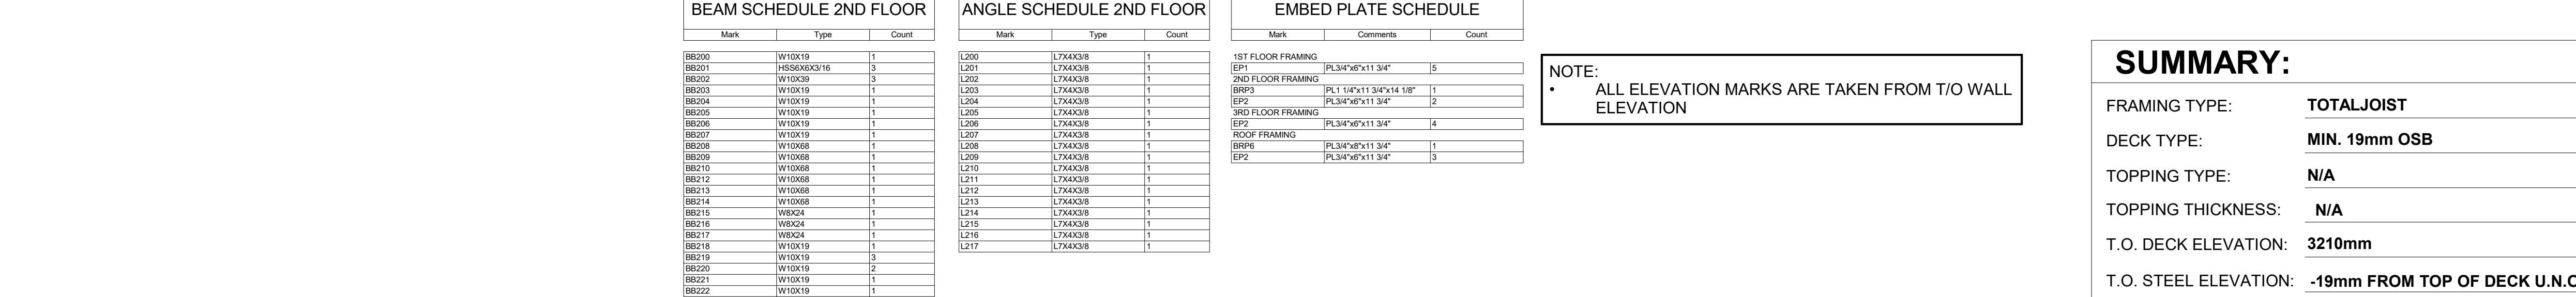 BEAM SCHEDULE 2ND FLOOR
Mark Type Count
BB200 W10X19 1
BB201 HSS6X6X3/16 3
BB202 W10X39 3
BB203 W10X19 1
BB204 W10X19 1
BB205 W10X19 1
BB206 W10X19 1
BB207 W10X19 1
BB208 W10X68 1
BB209 W10X68 1
BB210 W10X68 1
BB212 W10X68 1
BB213 W10X68 1
BB214 W10X68 1
BB215 W8X24 1
BB216 W8X24 1
BB217 W8X24 1
BB218 W10X19 1
BB219 W10X19 3
BB220 W10X19 2
BB221 W10X19 1
BB222 W10X19 1
ANGLE SCHEDULE 2ND FLOOR
Mark Type Count
L200 L7X4X3/8 1
L201 L7X4X3/8 1
L202 L7X4X3/8 1
L203 L7X4X3/8 1
L204 L7X4X3/8 1
L205 L7X4X3/8 1
L206 L7X4X3/8 1
L207 L7X4X3/8 1
L208 L7X4X3/8 1
L209 L7X4X3/8 1
L210 L7X4X3/8 1
L211 L7X4X3/8 1
L212 L7X4X3/8 1
L213 L7X4X3/8 1
L214 L7X4X3/8 1
L215 L7X4X3/8 1
L216 L7X4X3/8 1
L217 L7X4X3/8 1
EMBED PLATE SCHEDULE
Mark Comments Count
1ST FLOOR FRAMING
EP1 PL3/4"x6"x11 3/4" 5
2ND FLOOR FRAMING
BRP3 PL1 1/4"x11 3/4"x14 1/8" 1
EP2 PL3/4"x6"x11 3/4" 2
3RD FLOOR FRAMING
EP2 PL3/4"x6"x11 3/4" 4
ROOF FRAMING
BRP6 PL3/4"x8"x11 3/4" 1
EP2 PL3/4"x6"x11 3/4" 3
NOTE:
• ALL ELEVATION MARKS ARE TAKEN FROM T/O WALL
ELEVATION
SUMMARY:
FRAMING TYPE: TOTALJOIST
DECK TYPE: MIN. 19mm OSB
TOPPING TYPE: N/A
TOPPING THICKNESS: N/A
T.O. DECK ELEVATION: 3210mm
T.O. STEEL ELEVATION: -19mm FROM TOP OF DECK U.N.O